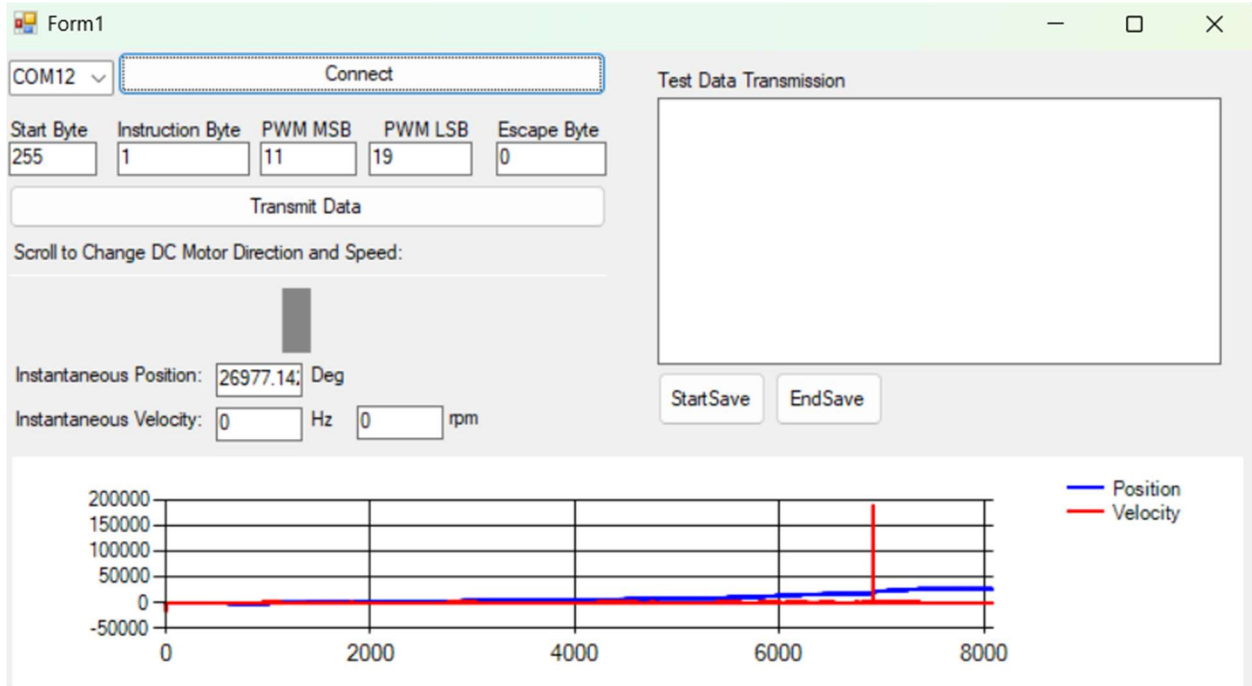 Form1
COM12
Connect
Test Data Transmission
Start Byte
Instruction Byte
PWM MSB
PWM LSB
Escape Byte
255
1
11
19
0
Transmit Data
Scroll to Change DC Motor Direction and Speed:
Instantaneous Position:
Deg
Instantaneous Velocity:
0
Hz
0
rpm
StartSave
EndSave
200000
150000
100000
50000
0
-50000
0
2000
4000
6000
8000
Position
Velocity